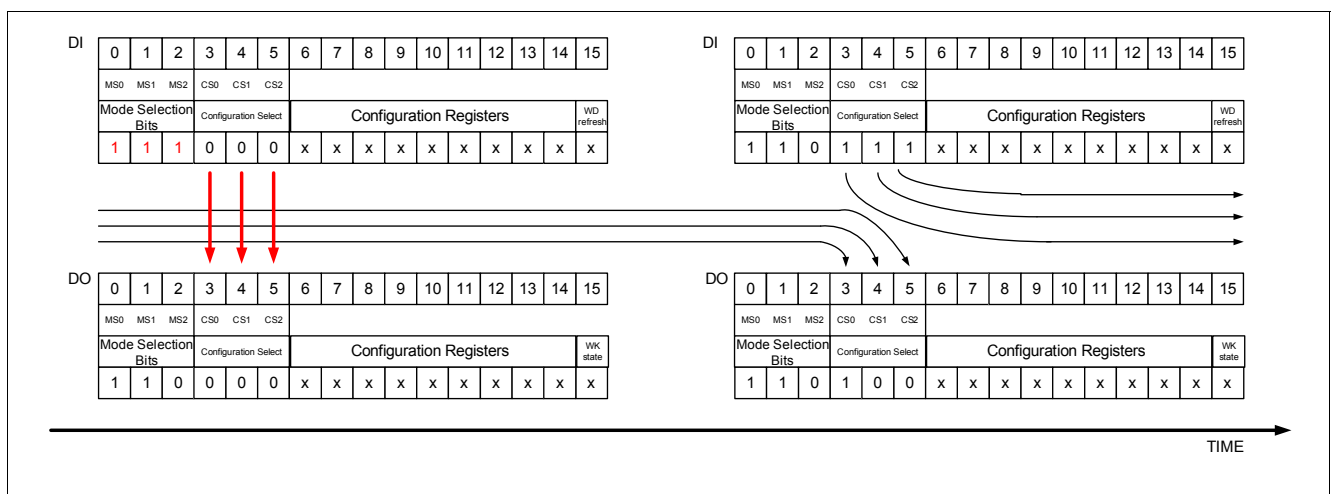 DI 0 1 2 3 4 5 6 7 8 9 10 11 12 13 14 15
MS0 MS1 MS2 CS0 CS1 CS2
Mode Selection Bits Configuration Select Configuration Registers WD refresh
1 1 1 0 0 0 x x x x x x x x x x
DI 0 1 2 3 4 5 6 7 8 9 10 11 12 13 14 15
MS0 MS1 MS2 CS0 CS1 CS2
Mode Selection Bits Configuration Select Configuration Registers WD refresh
1 1 0 1 1 1 x x x x x x x x x x
DO 0 1 2 3 4 5 6 7 8 9 10 11 12 13 14 15
MS0 MS1 MS2 CS0 CS1 CS2
Mode Selection Bits Configuration Select Configuration Registers WK state
1 1 0 0 0 0 x x x x x x x x x x
DO 0 1 2 3 4 5 6 7 8 9 10 11 12 13 14 15
MS0 MS1 MS2 CS0 CS1 CS2
Mode Selection Bits Configuration Select Configuration Registers WK state
1 1 0 1 0 0 x x x x x x x x x x
TIME